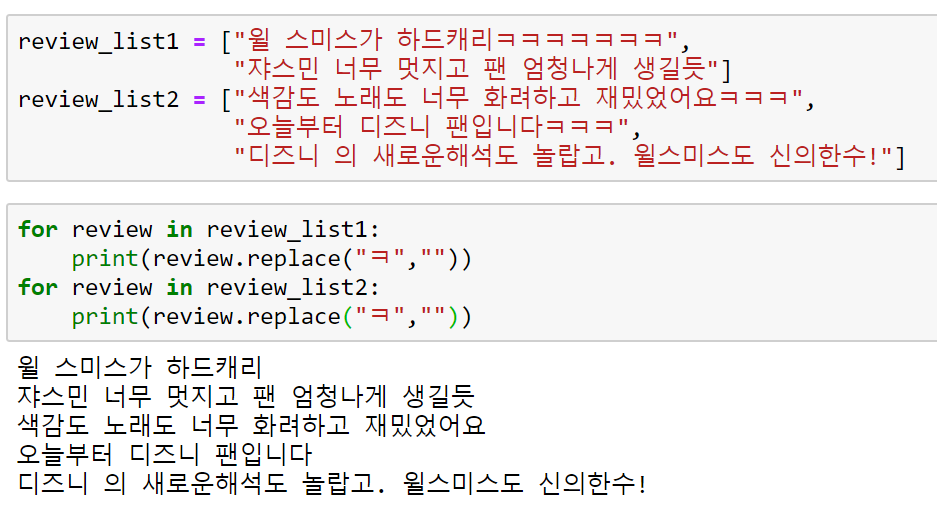 review_list1 = ["윌 스미스가 하드캐리ㅋㅋㅋㅋㅋㅋㅋ",
"쟈스민 너무 멋지고 팬 엄청나게 생길듯"]
review_list2 = ["색감도 노래도 너무 화려하고 재밌었어요ㅋㅋㅋ",
"오늘부터 디즈니 팬입니다ㅋㅋㅋ",
"디즈니 의 새로운해석도 놀랍고. 윌스미스도 신의한수!"]
for review in review_list1:
print(review.replace("ㅋ",""))
for review in review_list2:
print(review.replace("ㅋ",""))
윌 스미스가 하드캐리
쟈스민 너무 멋지고 팬 엄청나게 생길듯
색감도 노래도 너무 화려하고 재밌었어요
오늘부터 디즈니 팬입니다
디즈니 의 새로운해석도 놀랍고. 윌스미스도 신의한수!